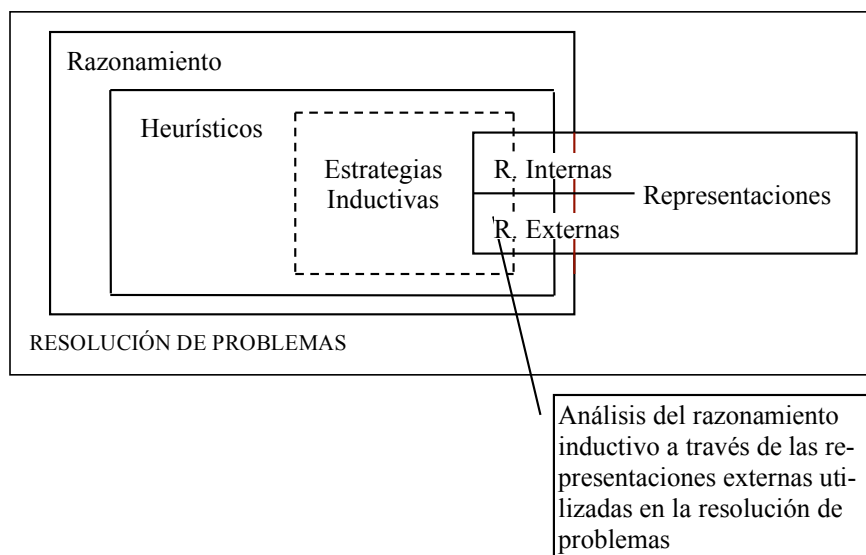 Razonamiento
Heurísticos
Estrategias
Inductivas
R. Internas
Representaciones
R. Externas
RESOLUCIÓN DE PROBLEMAS
Análisis del razonamiento
inductivo a través de las re-
presentaciones externas uti-
lizadas en la resolución de
problemas